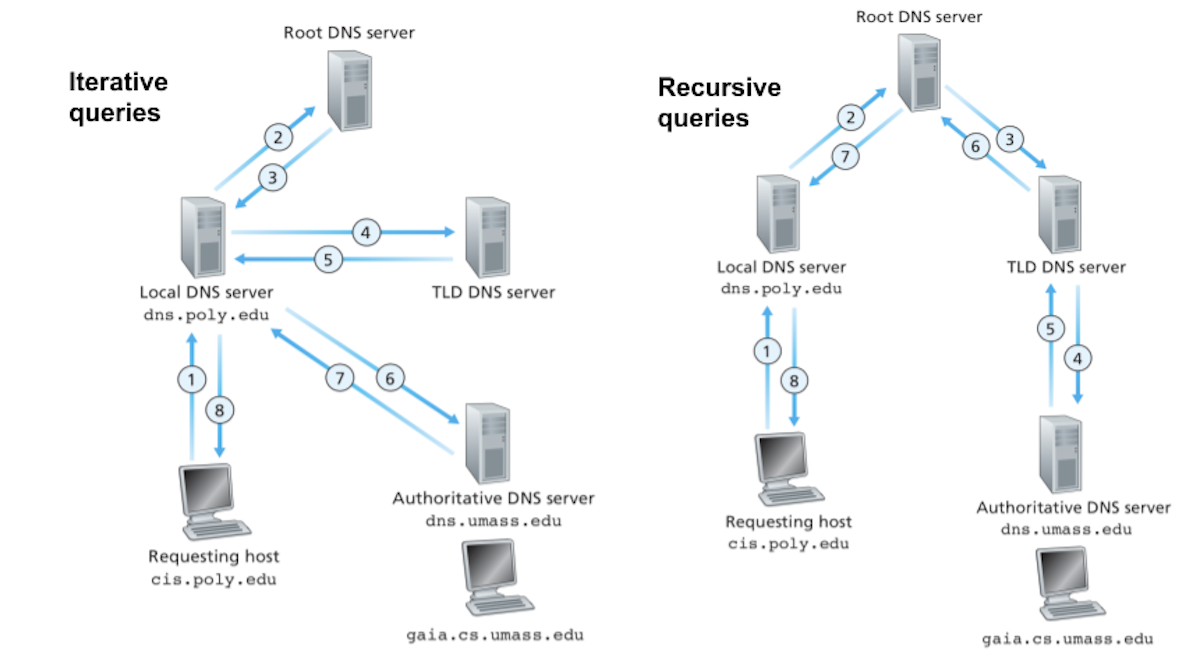 Iterative
queries
Root DNS server
2
3
4
5
Local DNS server
dns.poly.edu
TLD DNS server
1
8
7
6
Authoritative DNS server
dns.umass.edu
Requesting host
cis.poly.edu
gaia.cs.umass.edu
Recursive
queries
Root DNS server
2
7
6
3
Local DNS server
dns.poly.edu
TLD DNS server
1
8
5
4
Requesting host
cis.poly.edu
Authoritative DNS server
dns.umass.edu
gaia.cs.umass.edu